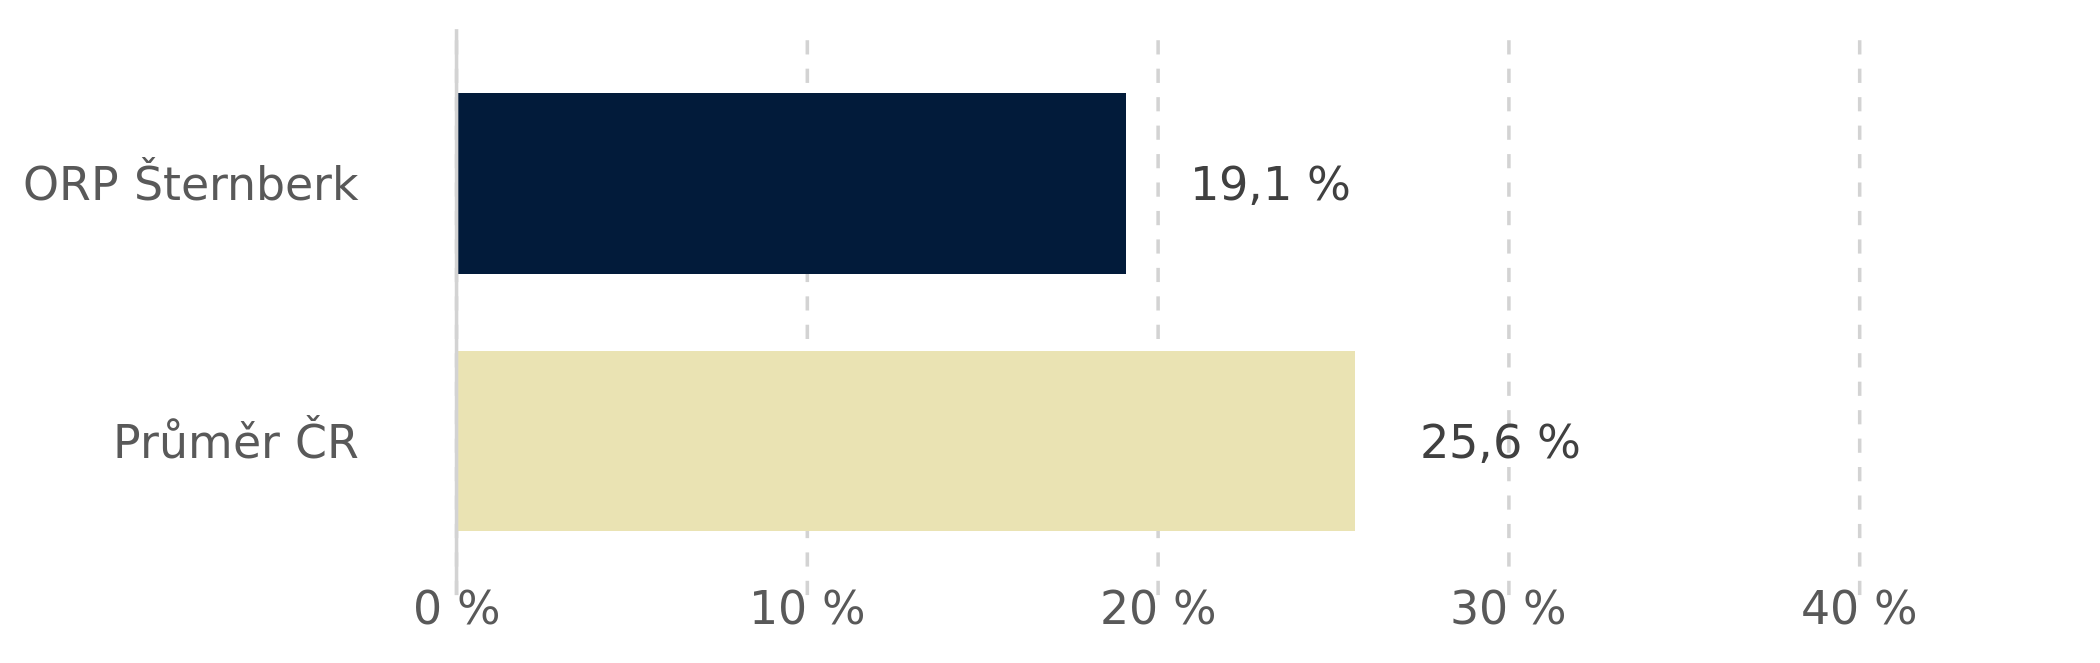 ORP Šternberk
19,1 %
Průměr ČR
25,6 %
0 % 10 % 20 % 30 % 40 %